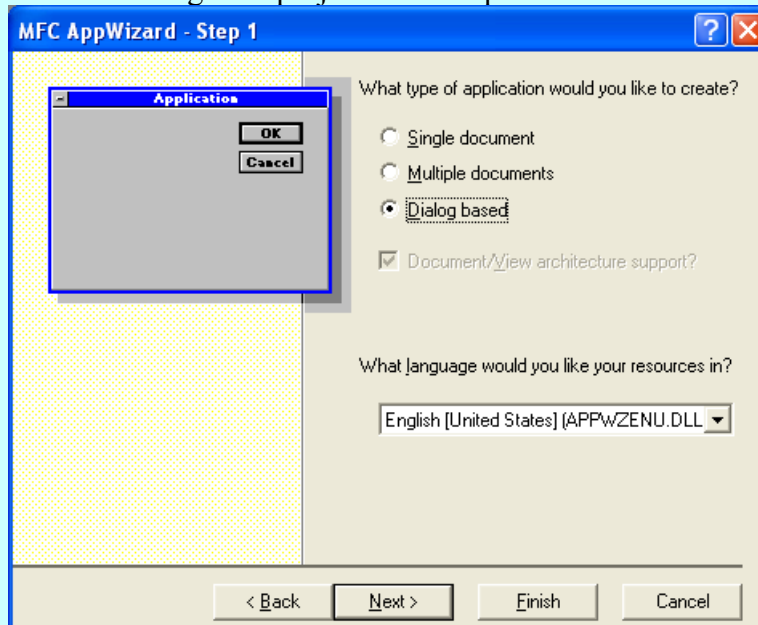 MFC AppWizard - Step 1
Application
OK
Cancel
What type of application would you like to create?
Single document
Multiple documents
Dialog based
Document/View architecture support?
What language would you like your resources in?
English [United States] (APPWZENU.DLL
< Back
Next >
Finish
Cancel